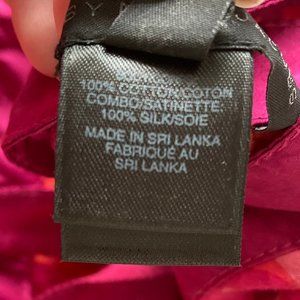 100% COTTON/COTON
COMBO/SATINETTE:
100% SILK/SOIE
MADE IN SRI LANKA
FABRIQUÉ AU
SRI LANKA